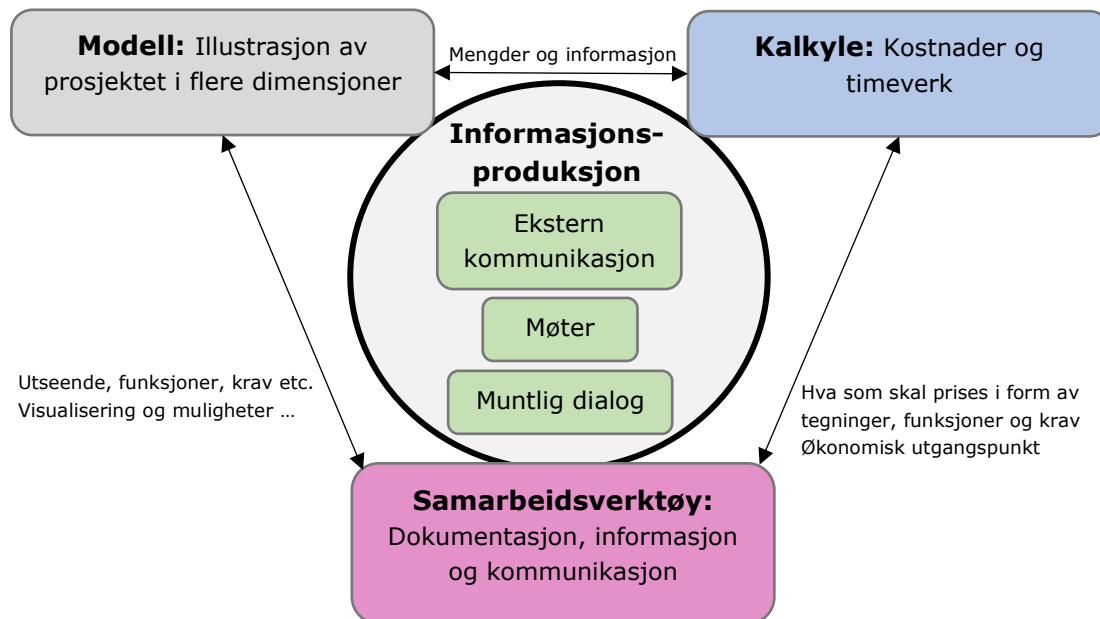 Modell: Illustrasjon av
prosjektet i flere dimensjoner
Mengder og informasjon
Kalkyle: Kostnader og
timeverk
Informasjons-
produksjon
Ekstern
kommunikasjon
Møter
Muntlig dialog
Utseende, funksjoner, krav etc.
Visualisering og muligheter ...
Hva som skal prises i form av
tegninger, funksjoner og krav
Økonomisk utgangspunkt
Samarbeidsverktøy:
Dokumentasjon, informasjon
og kommunikasjon